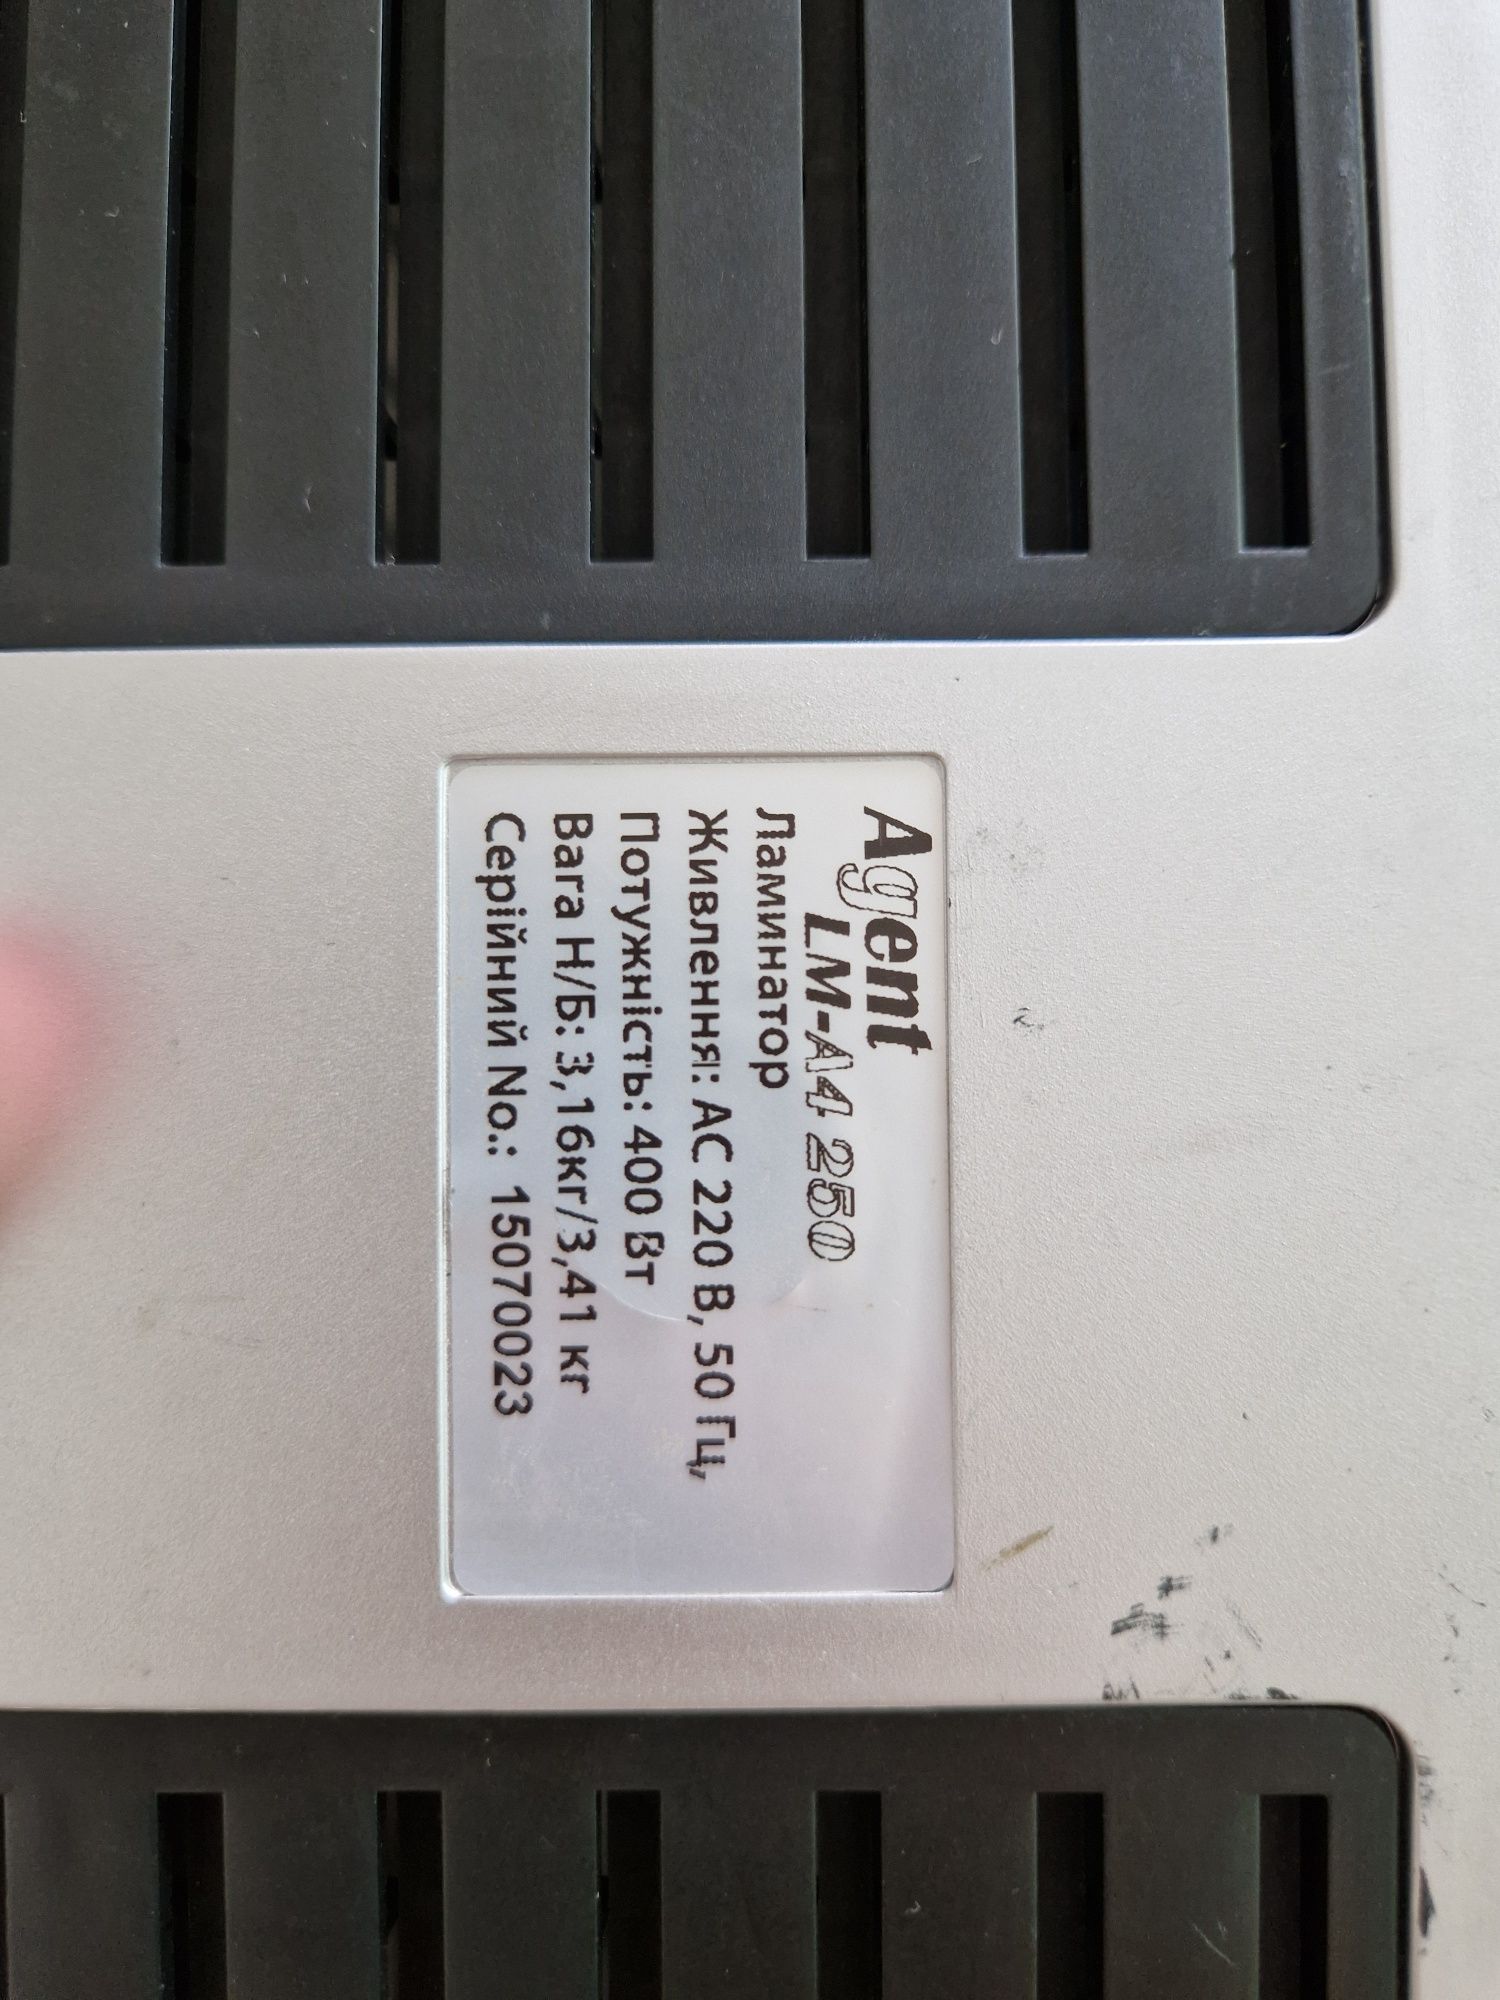 Agent
LM-A4 250
Ламинатор
Живлення: АС 220 В, 50 Гц,
Потужність: 400 Вт
Вага Н/Б: 3,16кг/3,41 кг
Серійний No.: 15070023